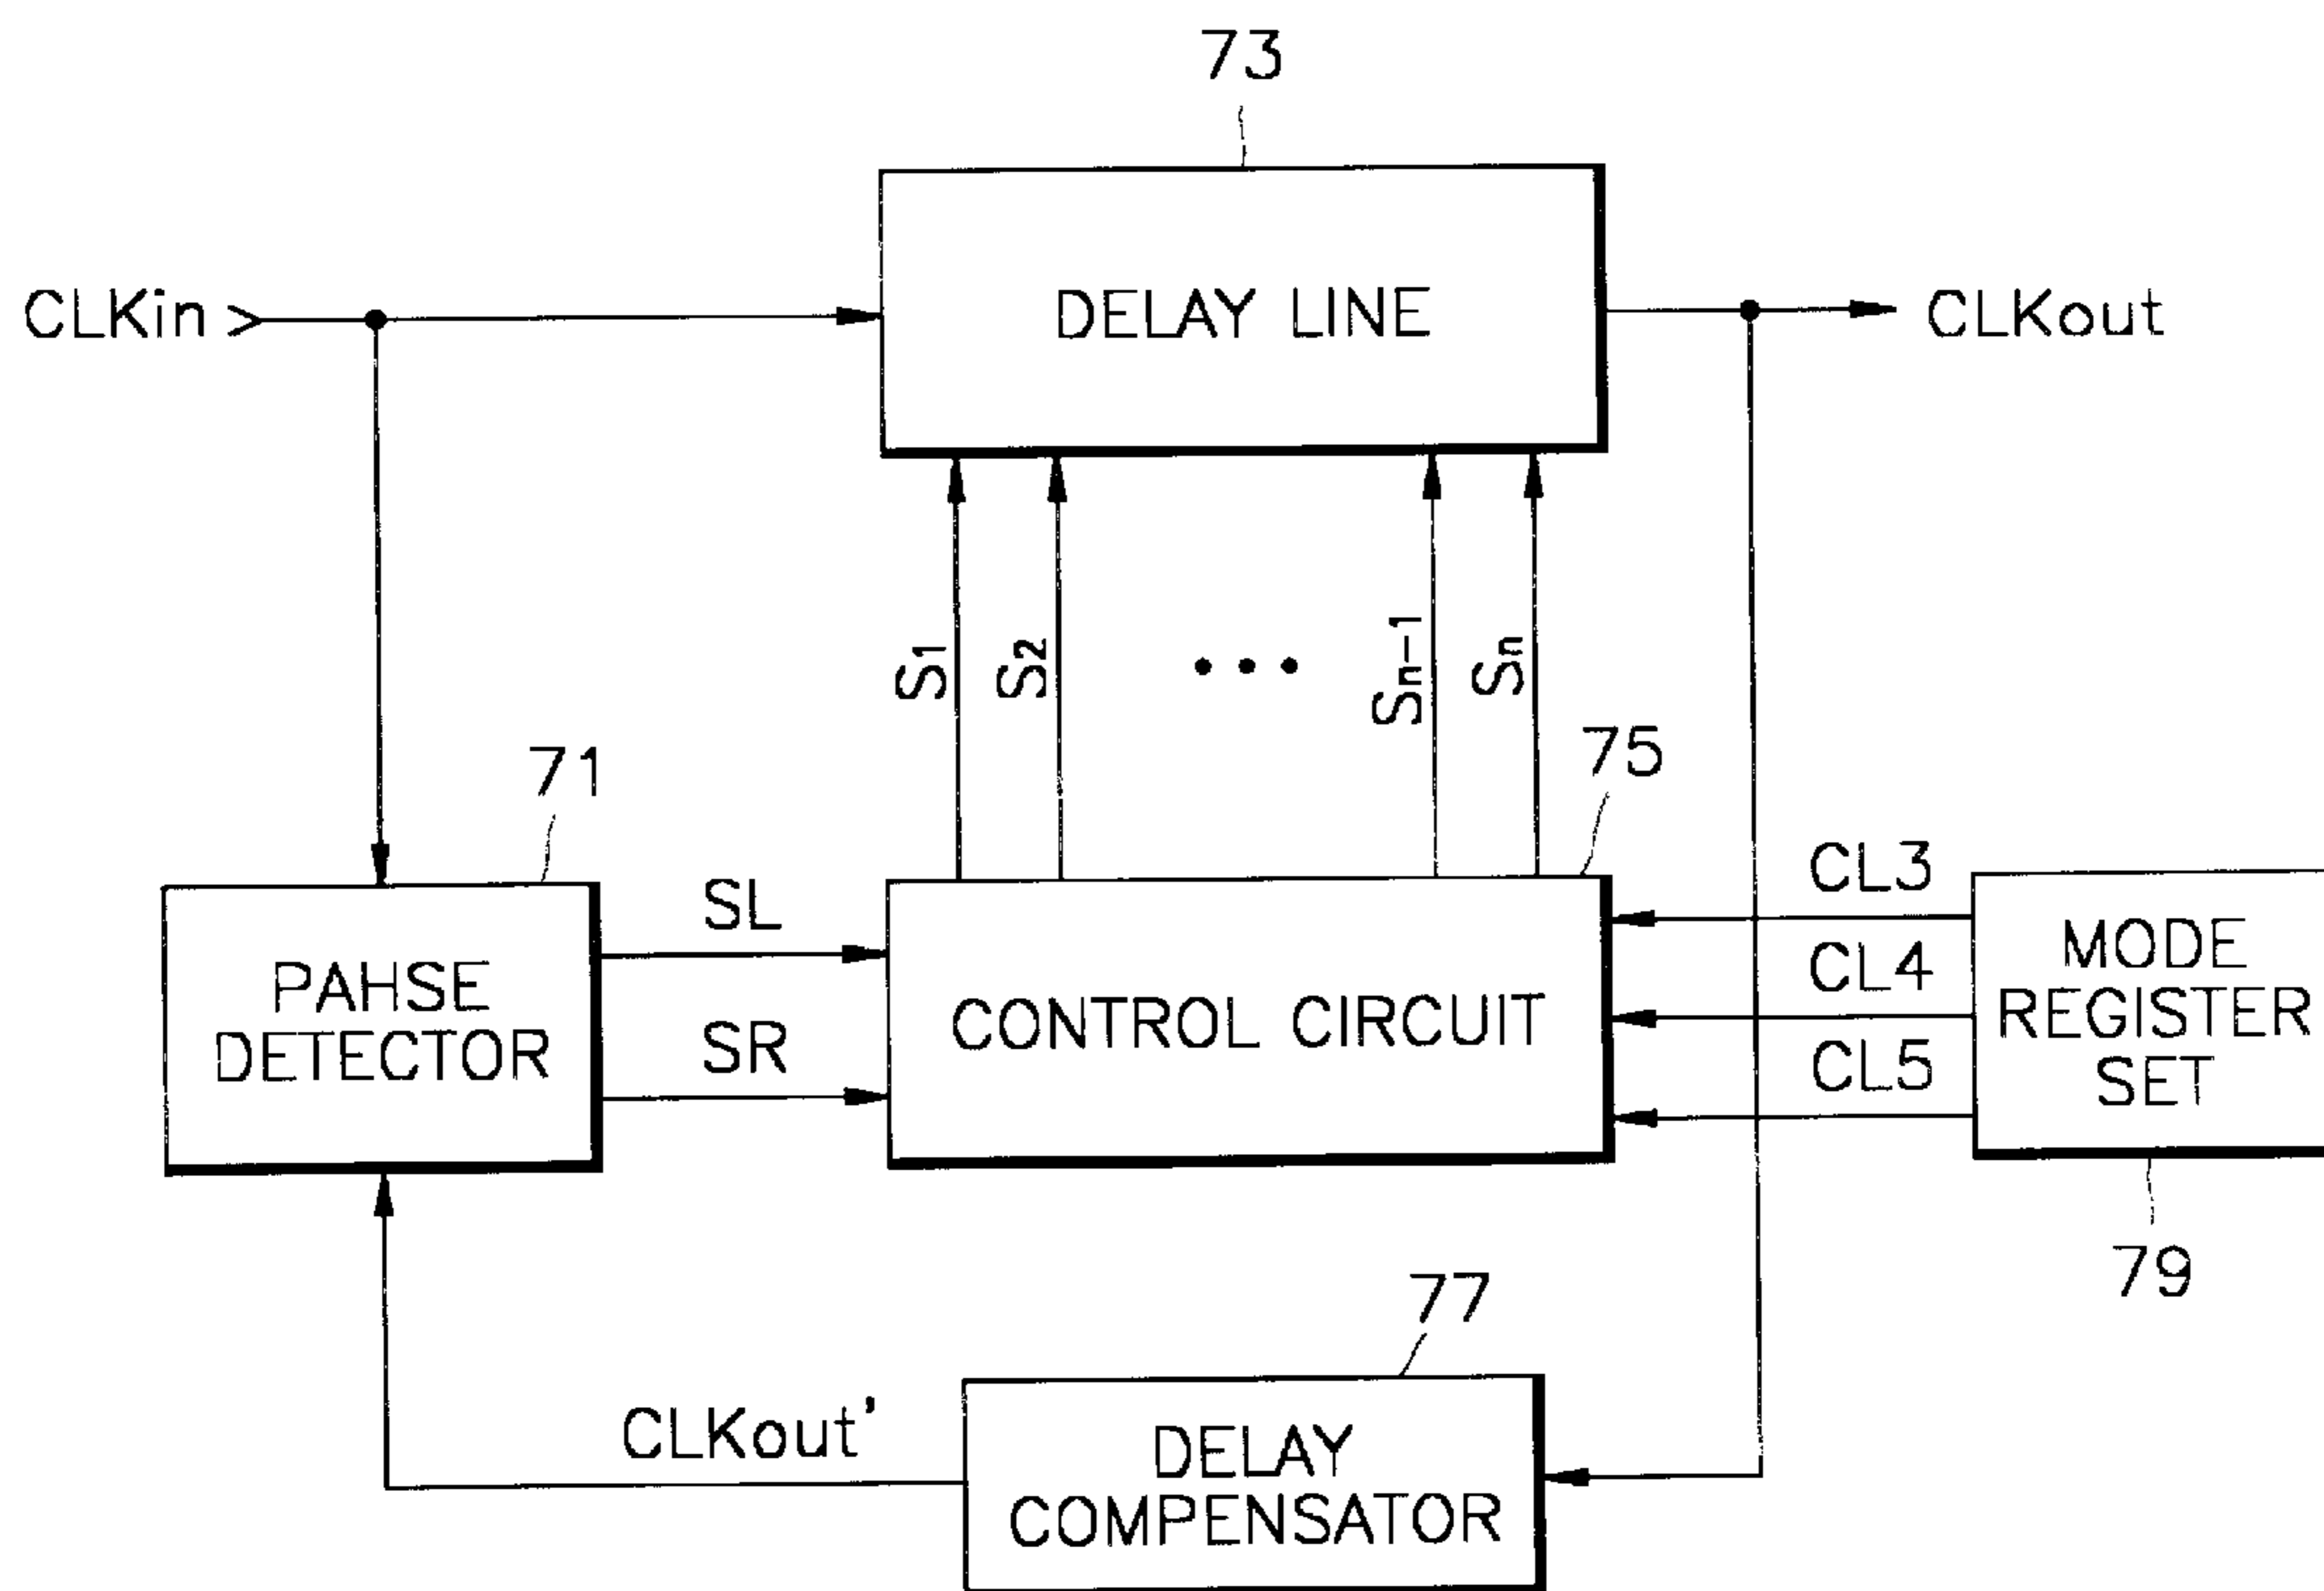 73
CLKin
DELAY LINE
CLKout
S1
S2
• • •
Sn-1
Sn
71
75
SL
CL3
PAHSE
DETECTOR
SR
CONTROL CIRCUIT
CL4
CL5
MODE
REGISTER
SET
79
77
CLKout'
DELAY
COMPENSATOR